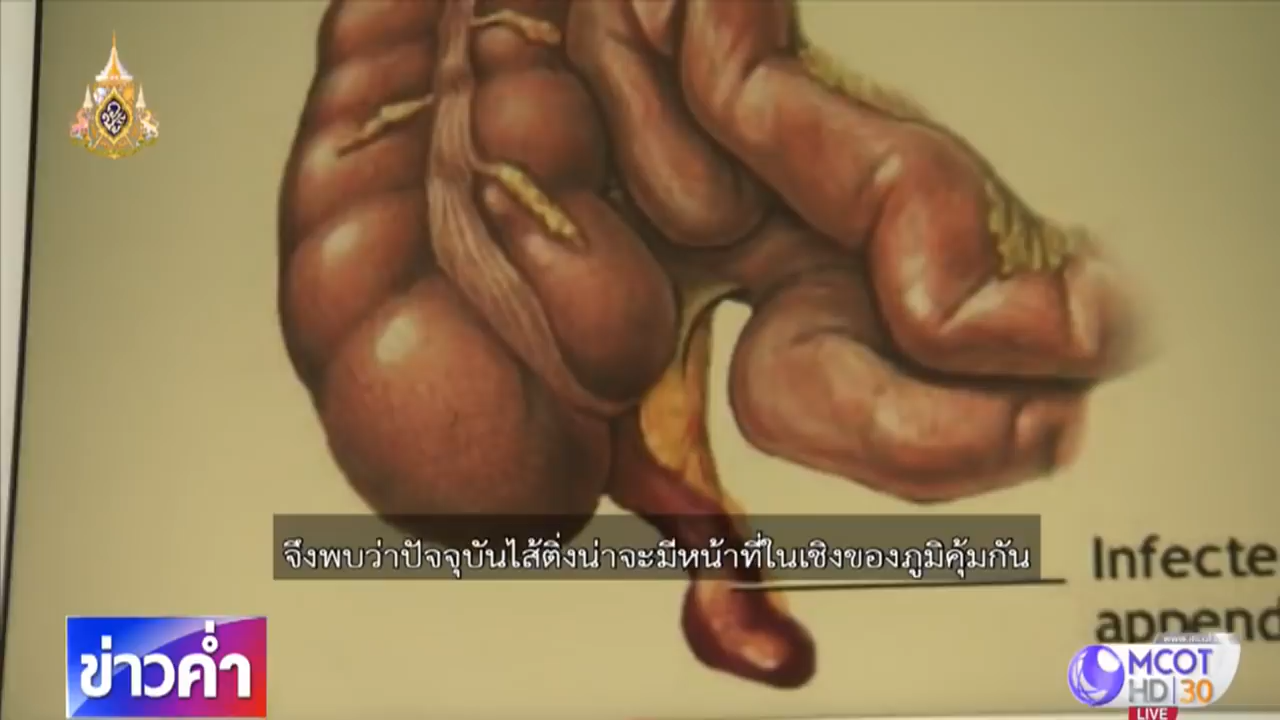 จึงพบว่าปัจจุบันไส้ติ่งน่าจะมีหน้าที่ในเชิงของภูมิคุ้มกัน
Infecte
append
ข่าวค่ำ
MCOT
HD 30
LIVE